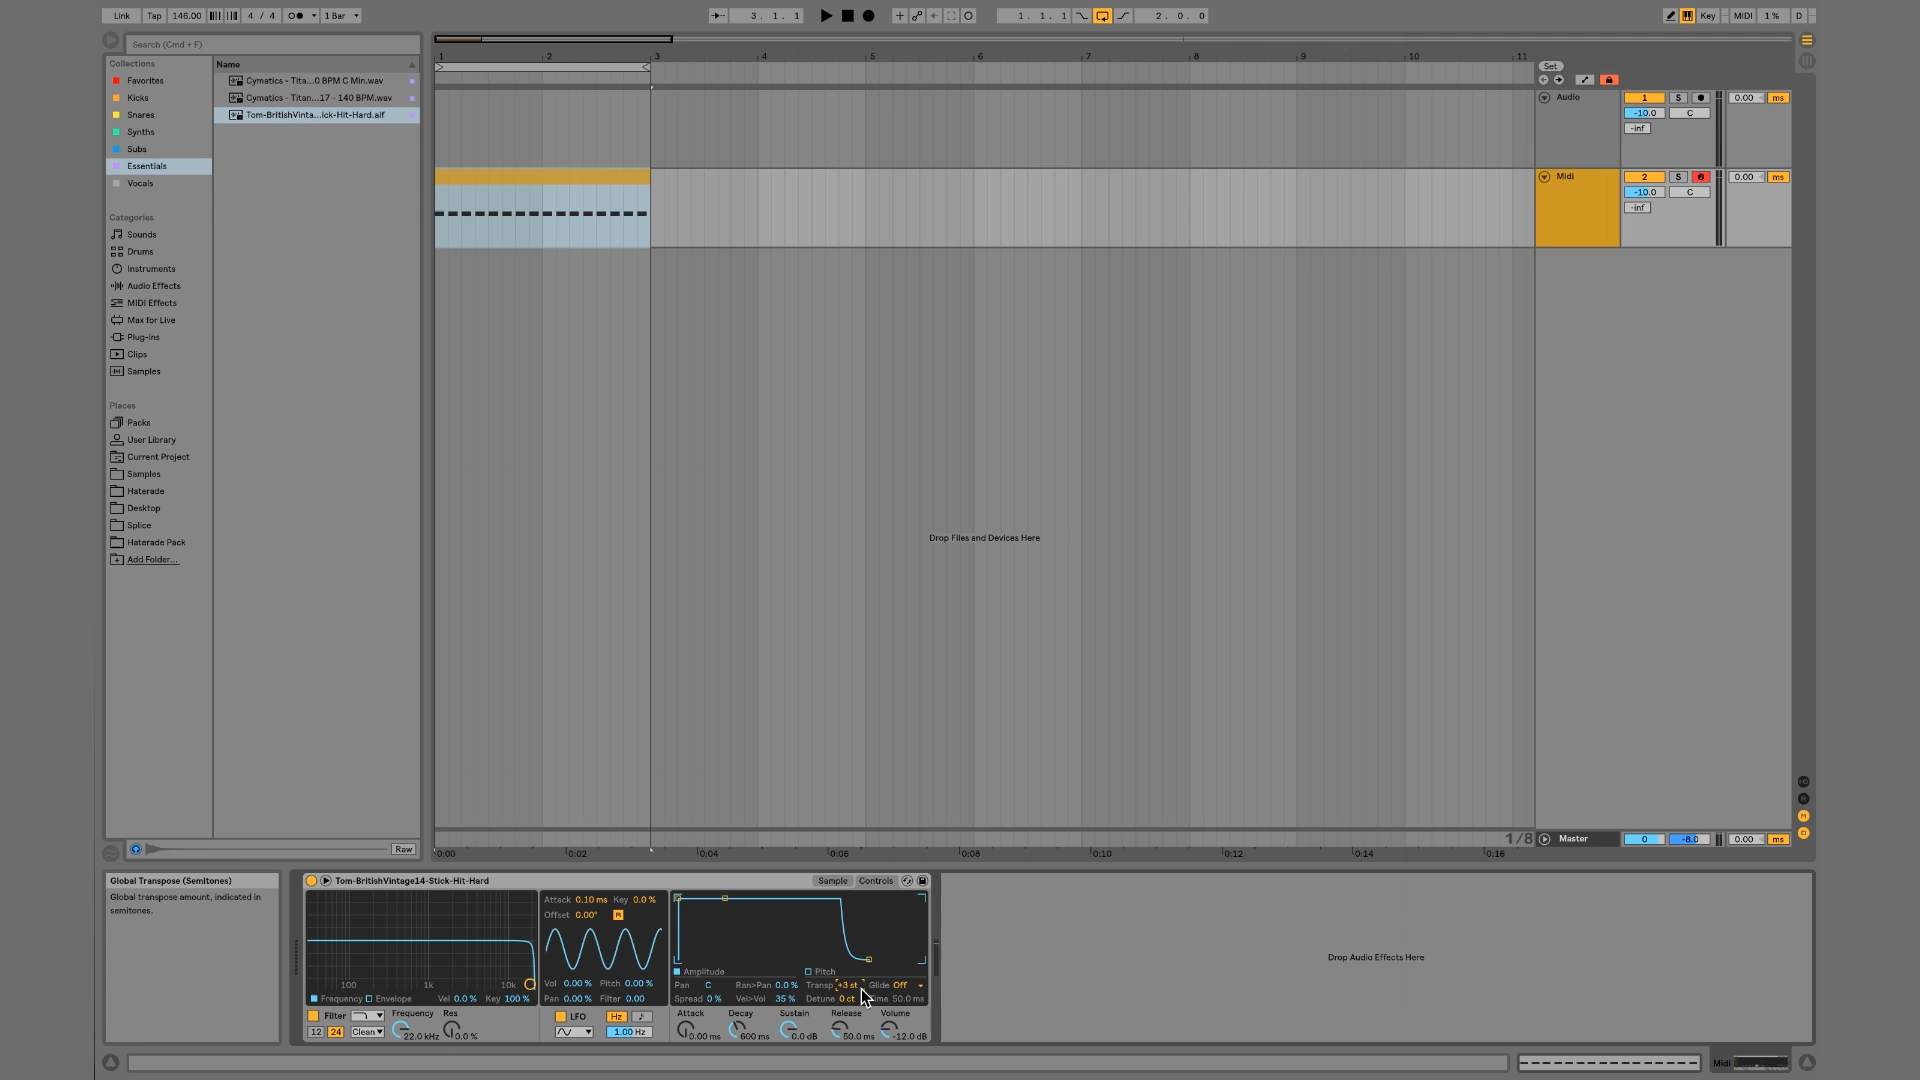 Link Tap 146.00 4 / 4 1 Bar 3. 1. 1 1. 1. 1 2. 0. 0 Key MIDI 1 % D
Search (Cmd + F)
Collections
Favorites
Kicks
Snares
Synths
Subs
Essentials
Vocals
Categories
Sounds
Drums
Instruments
Audio Effects
MIDI Effects
Max for Live
Plug-ins
Clips
Samples
Places
Packs
User Library
Current Project
Samples
Haterade
Desktop
Splice
Haterade Pack
Add Folder...
Name
Cymatics - Tita...0 BPM C Min.wav
Cymatics - Titan...17 - 140 BPM.wav
Tom-BritishVinta...ick-Hit-Hard.aif
Raw
1 2 3 4 5 6 7 8 9 10 11
Set
Audio 1 S 0.00 ms
-10.0 C
-inf
Midi 2 S 0.00 ms
-10.0 C
-inf
Drop Files and Devices Here
1/8 Master 0 -8.0 0.00 ms
0:00 0:02 0:04 0:06 0:08 0:10 0:12 0:14 0:16
Global Transpose (Semitones)
Global transpose amount, indicated in
semitones.
Tom-BritishVintage14-Stick-Hit-Hard Sample Controls
100 1k 10k
Frequency Envelope Vel 0.0 % Key 100 %
Filter Frequency Res
12 24 Clean 22.0 kHz 0.0 %
Attack 0.10 ms Key 0.0 %
Offset 0.00° R
Vol 0.00 % Pitch 0.00 %
Pan 0.00 % Filter 0.00
LFO Hz
1.00 Hz
Amplitude Pitch
Pan C Ran>Pan 0.0 % Transp +3 st Glide Off
Spread 0 % Vel>Vol 35 % Detune 0 ct 50.0 ms
Attack Decay Sustain Release Volume
0.00 ms 600 ms 0.0 dB 50.0 ms -12.0 dB
Drop Audio Effects Here
Midi